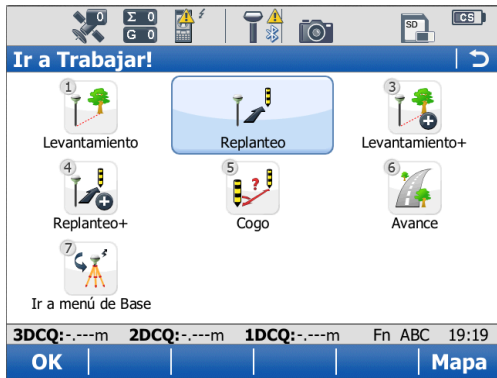 0 Σ 0 SD CS
G 0
Ir a Trabajar!
1 3
Levantamiento Replanteo Levantamiento+
4 5 6
?
Replanteo+ Cogo Avance
7
Ir a menú de Base
3DCQ:-.---m 2DCQ:-.---m 1DCQ:-.---m Fn ABC 19:19
OK Mapa